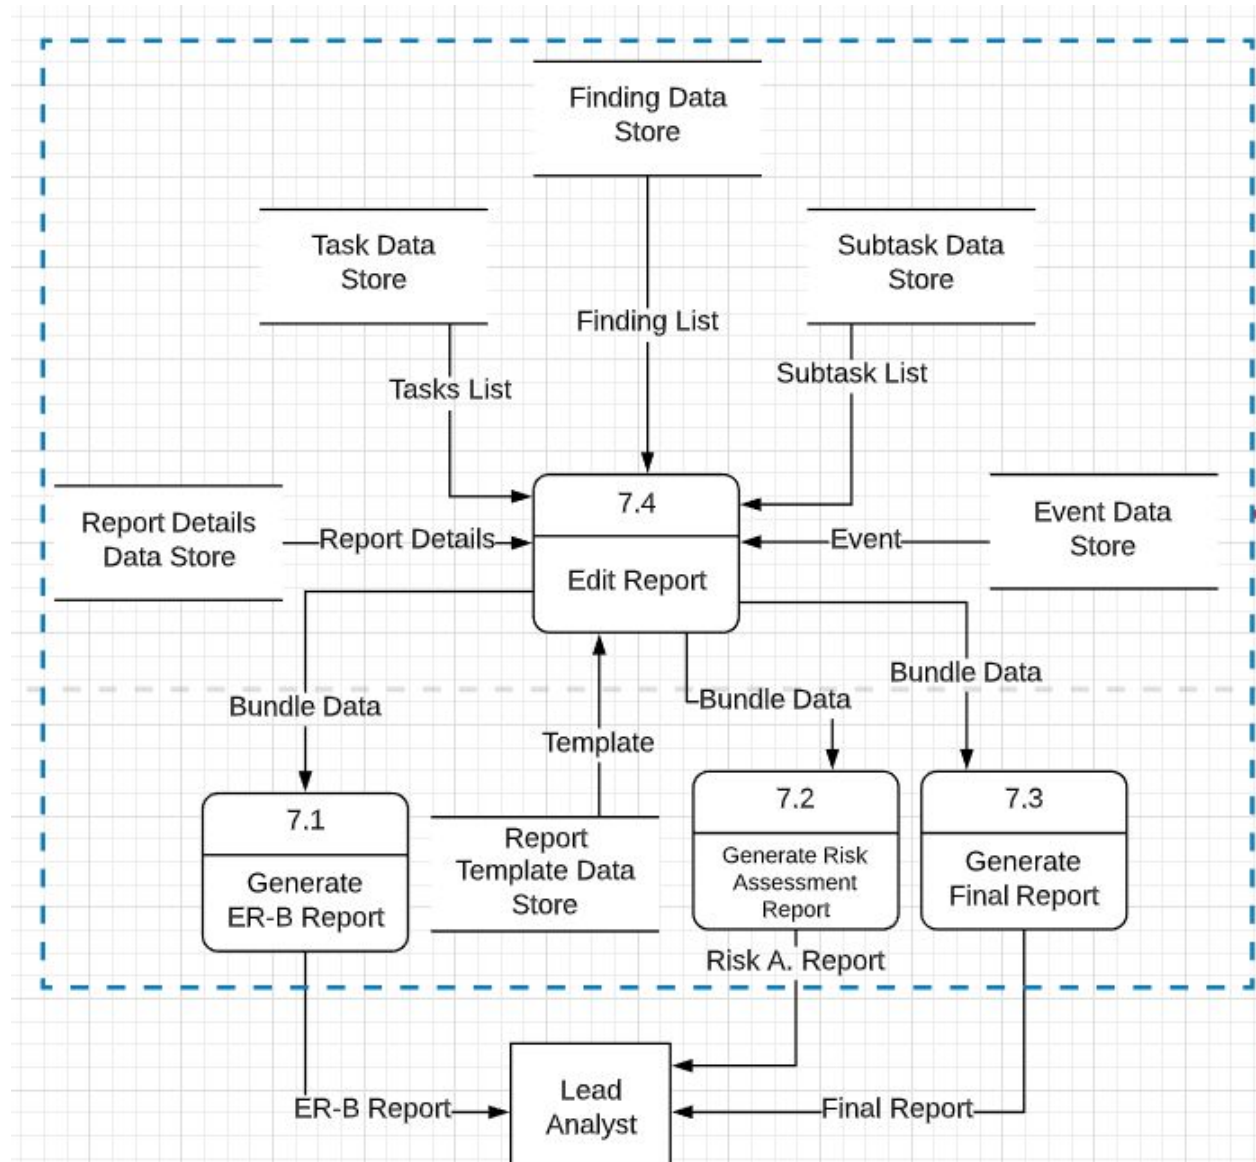 Finding Data
Store
Task Data
Store
Subtask Data
Store
Finding List
Subtask List
Tasks List
7.4
Edit Report
Report Details
Data Store
Report Details
Event
Event Data
Store
Bundle Data
Bundle Data
Bundle Data
Template
7.1
Generate
ER-B Report
Report
Template Data
Store
7.2
Generate Risk
Assessment
Report
7.3
Generate
Final Report
Risk A. Report
Lead
Analyst
ER-B Report
Final Report